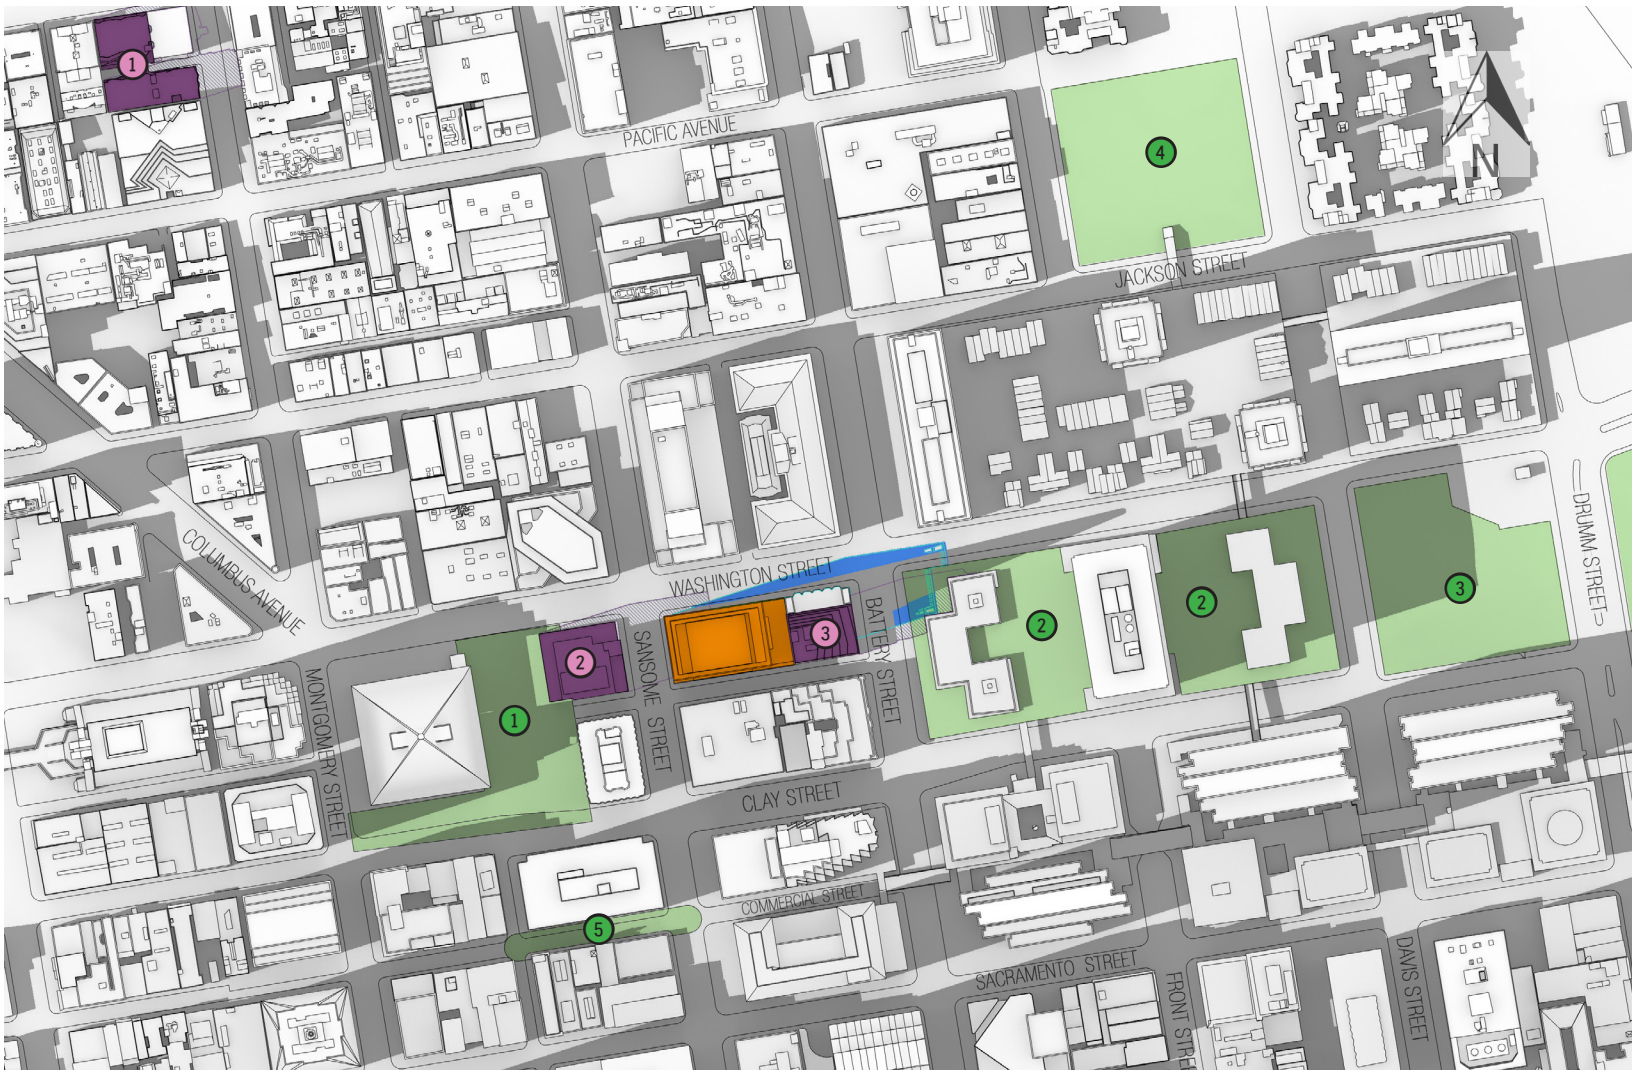 1
PACIFIC AVENUE
4
N
JACKSON STREET
COLUMBUS AVENUE
WASHINGTON STREET
DRUMM STREET
2
3
2
2
3
SANSOME STREET
BATTERY STREET
MONTGOMERY STREET
1
CLAY STREET
COMMERCIAL STREET
5
SACRAMENTO STREET
FRONT STREE
DAVIS STREET